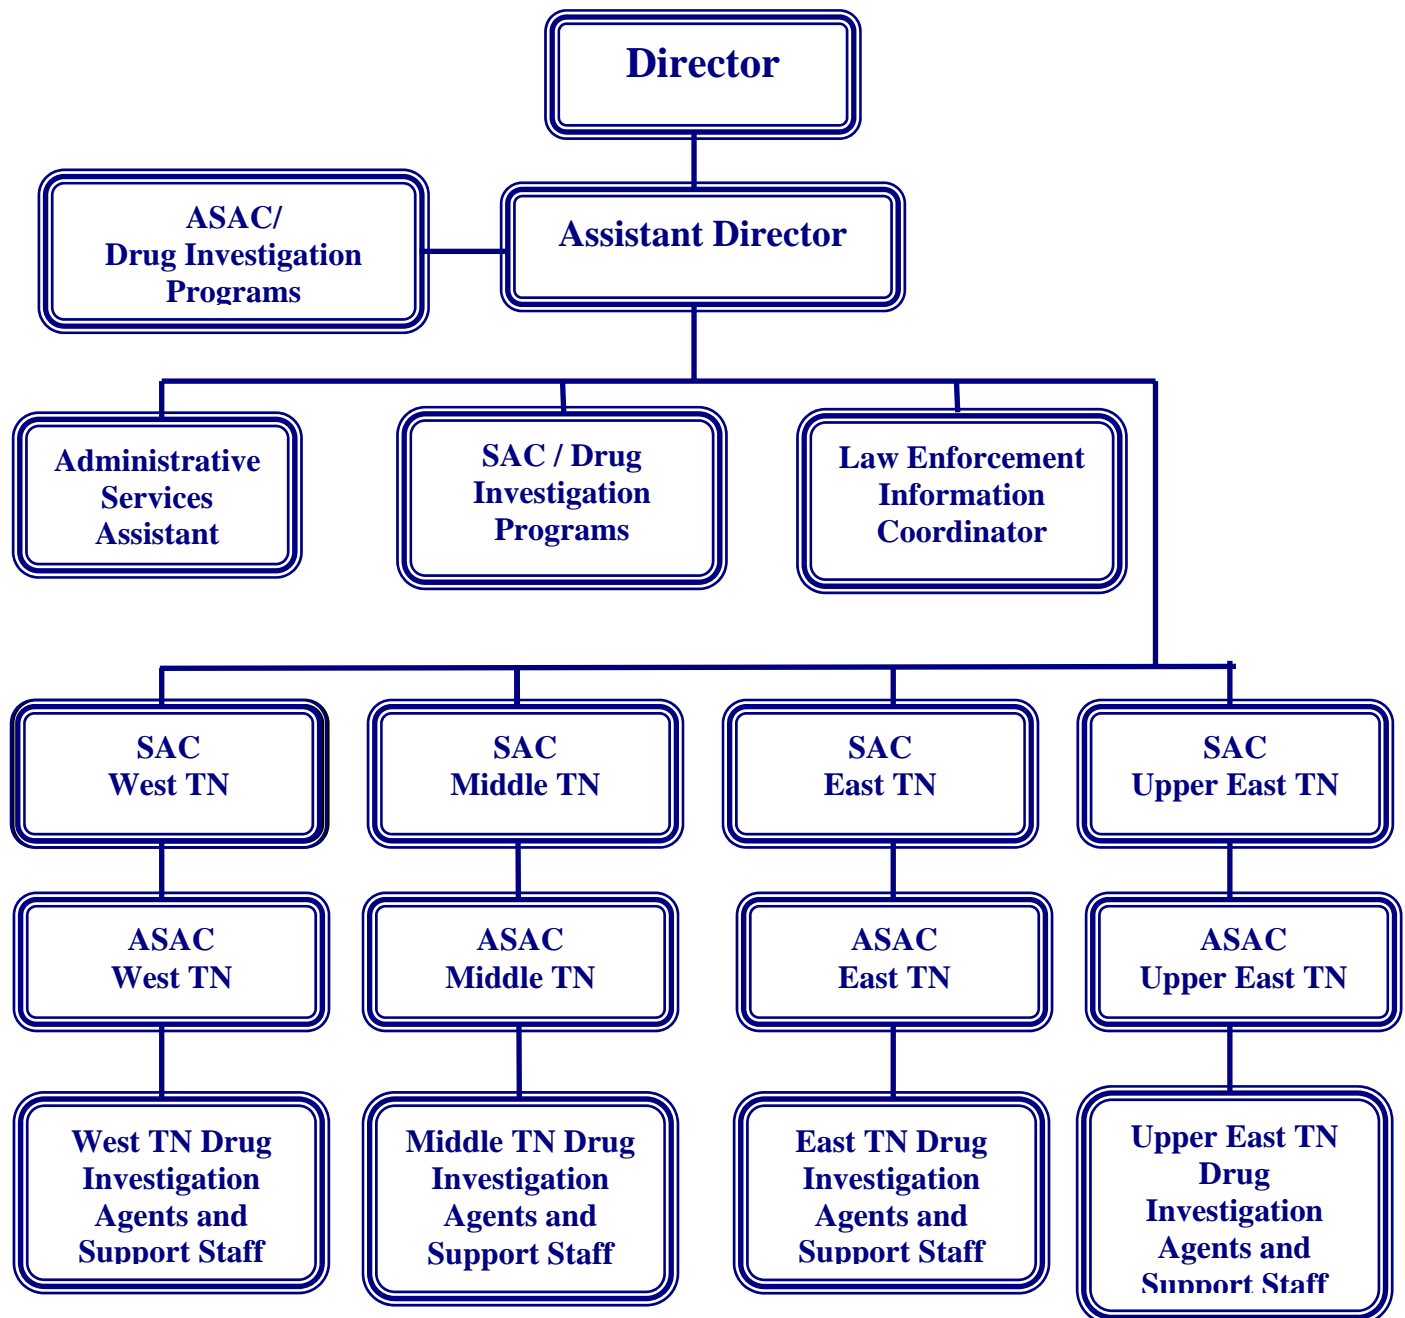 Director
ASAC/
Drug Investigation
Programs
Assistant Director
Administrative
Services
Assistant
SAC / Drug
Investigation
Programs
Law Enforcement
Information
Coordinator
SAC
West TN
SAC
Middle TN
SAC
East TN
SAC
Upper East TN
ASAC
West TN
ASAC
Middle TN
ASAC
East TN
ASAC
Upper East TN
West TN Drug
Investigation
Agents and
Support Staff
Middle TN Drug
Investigation
Agents and
Support Staff
East TN Drug
Investigation
Agents and
Support Staff
Upper East TN
Drug
Investigation
Agents and
Support Staff